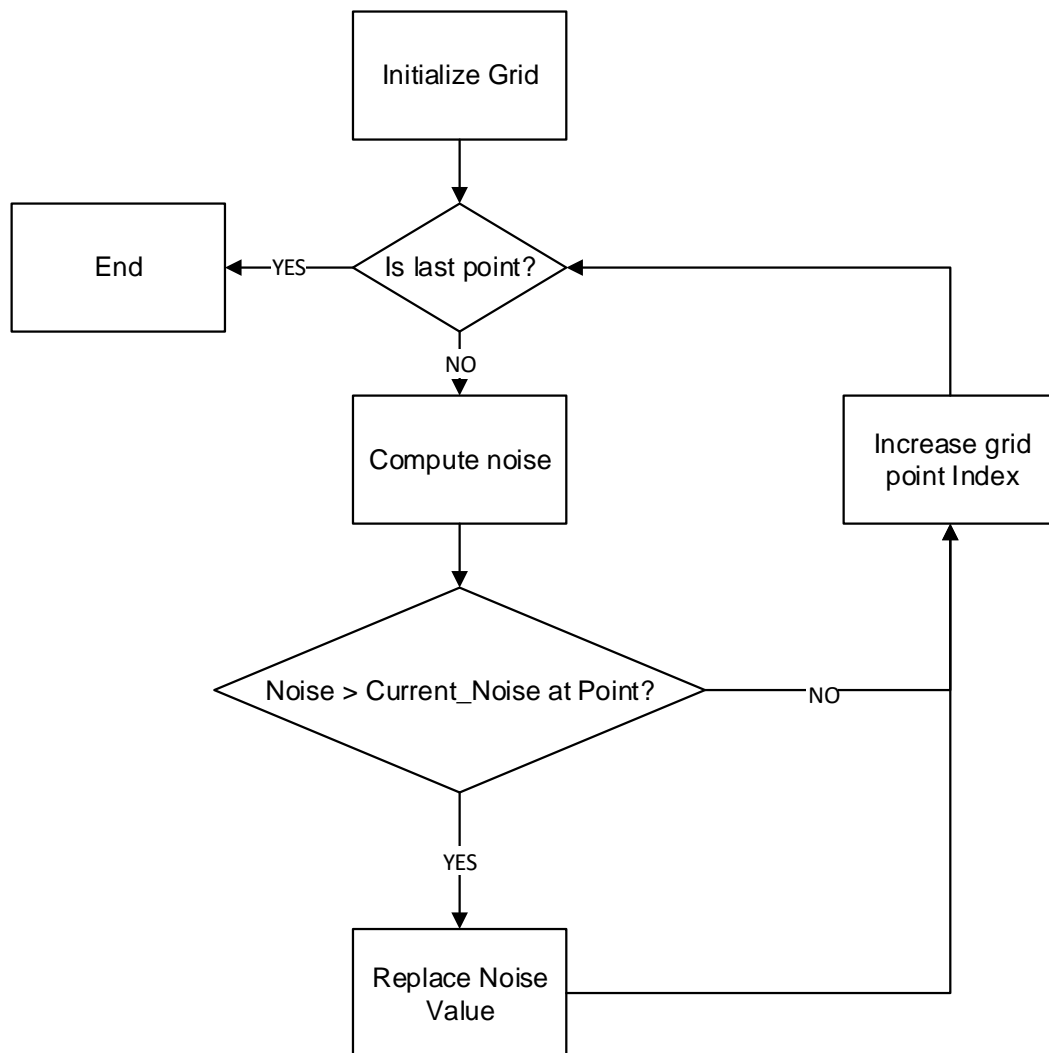 Initialize Grid
End
YES
Is last point?
NO
Compute noise
Increase grid
point Index
Noise > Current_Noise at Point?
NO
YES
Replace Noise
Value